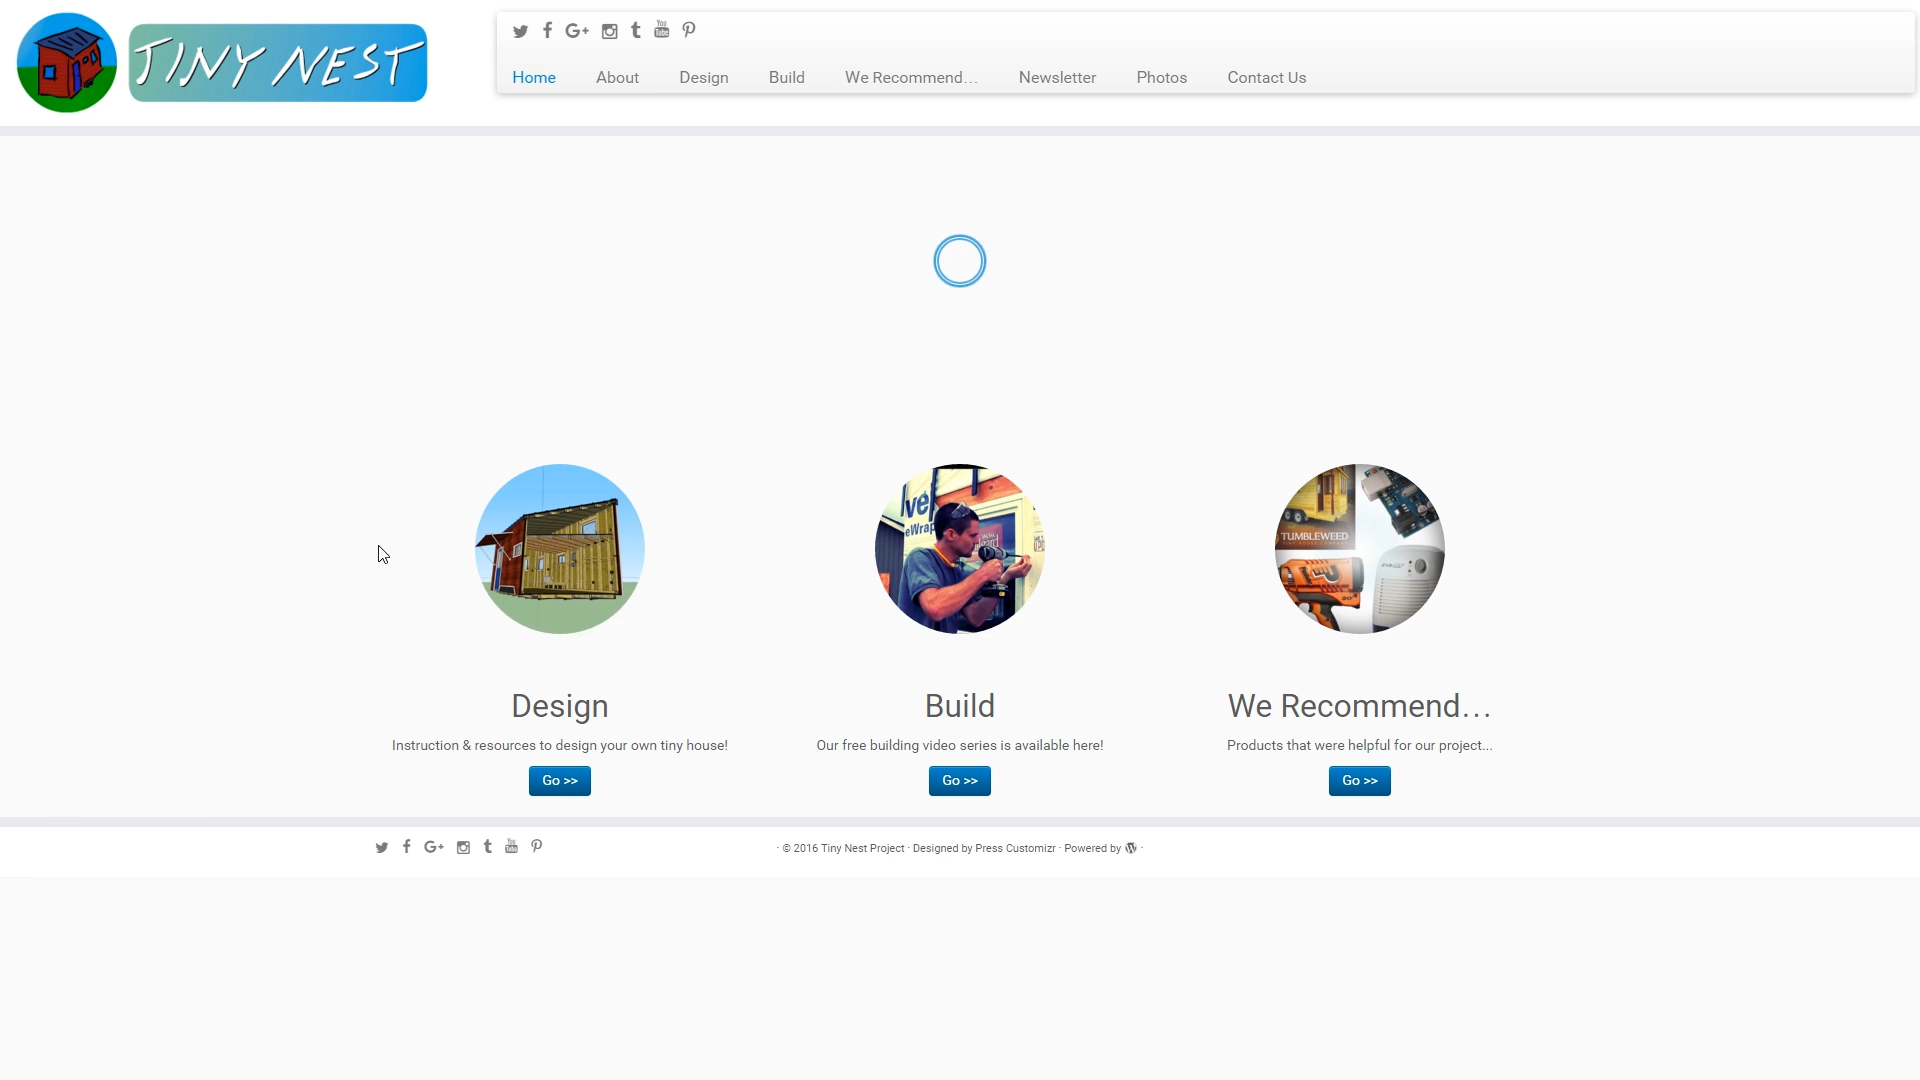 TINY NEST
Home About Design Build We Recommend... Newsletter Photos Contact Us
TUMBLEWEED
Design Build We Recommend...
Instruction & resources to design your own tiny house! Our free building video series is available here! Products that were helpful for our project...
Go >> Go >> Go >>
· © 2016 Tiny Nest Project · Designed by Press Customizr · Powered by ·